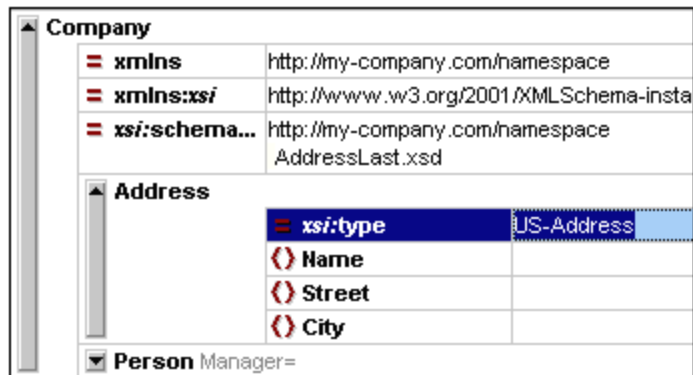 Company
= xmlns http://my-company.com/namespace
= xmlns:xsi http://www.w3.org/2001/XMLSchema-insta
= xsi:schema... http://my-company.com/namespace
AddressLast.xsd
Address
= xsi:type US-Address
{} Name
{} Street
{} City
Person Manager=